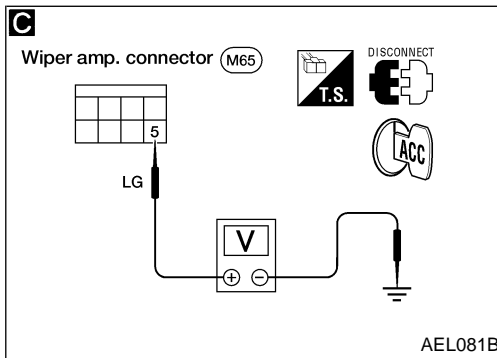 C
Wiper amp. connector M65
DISCONNECT
T.S.
ACC
5
LG
V
+ −
AEL081B